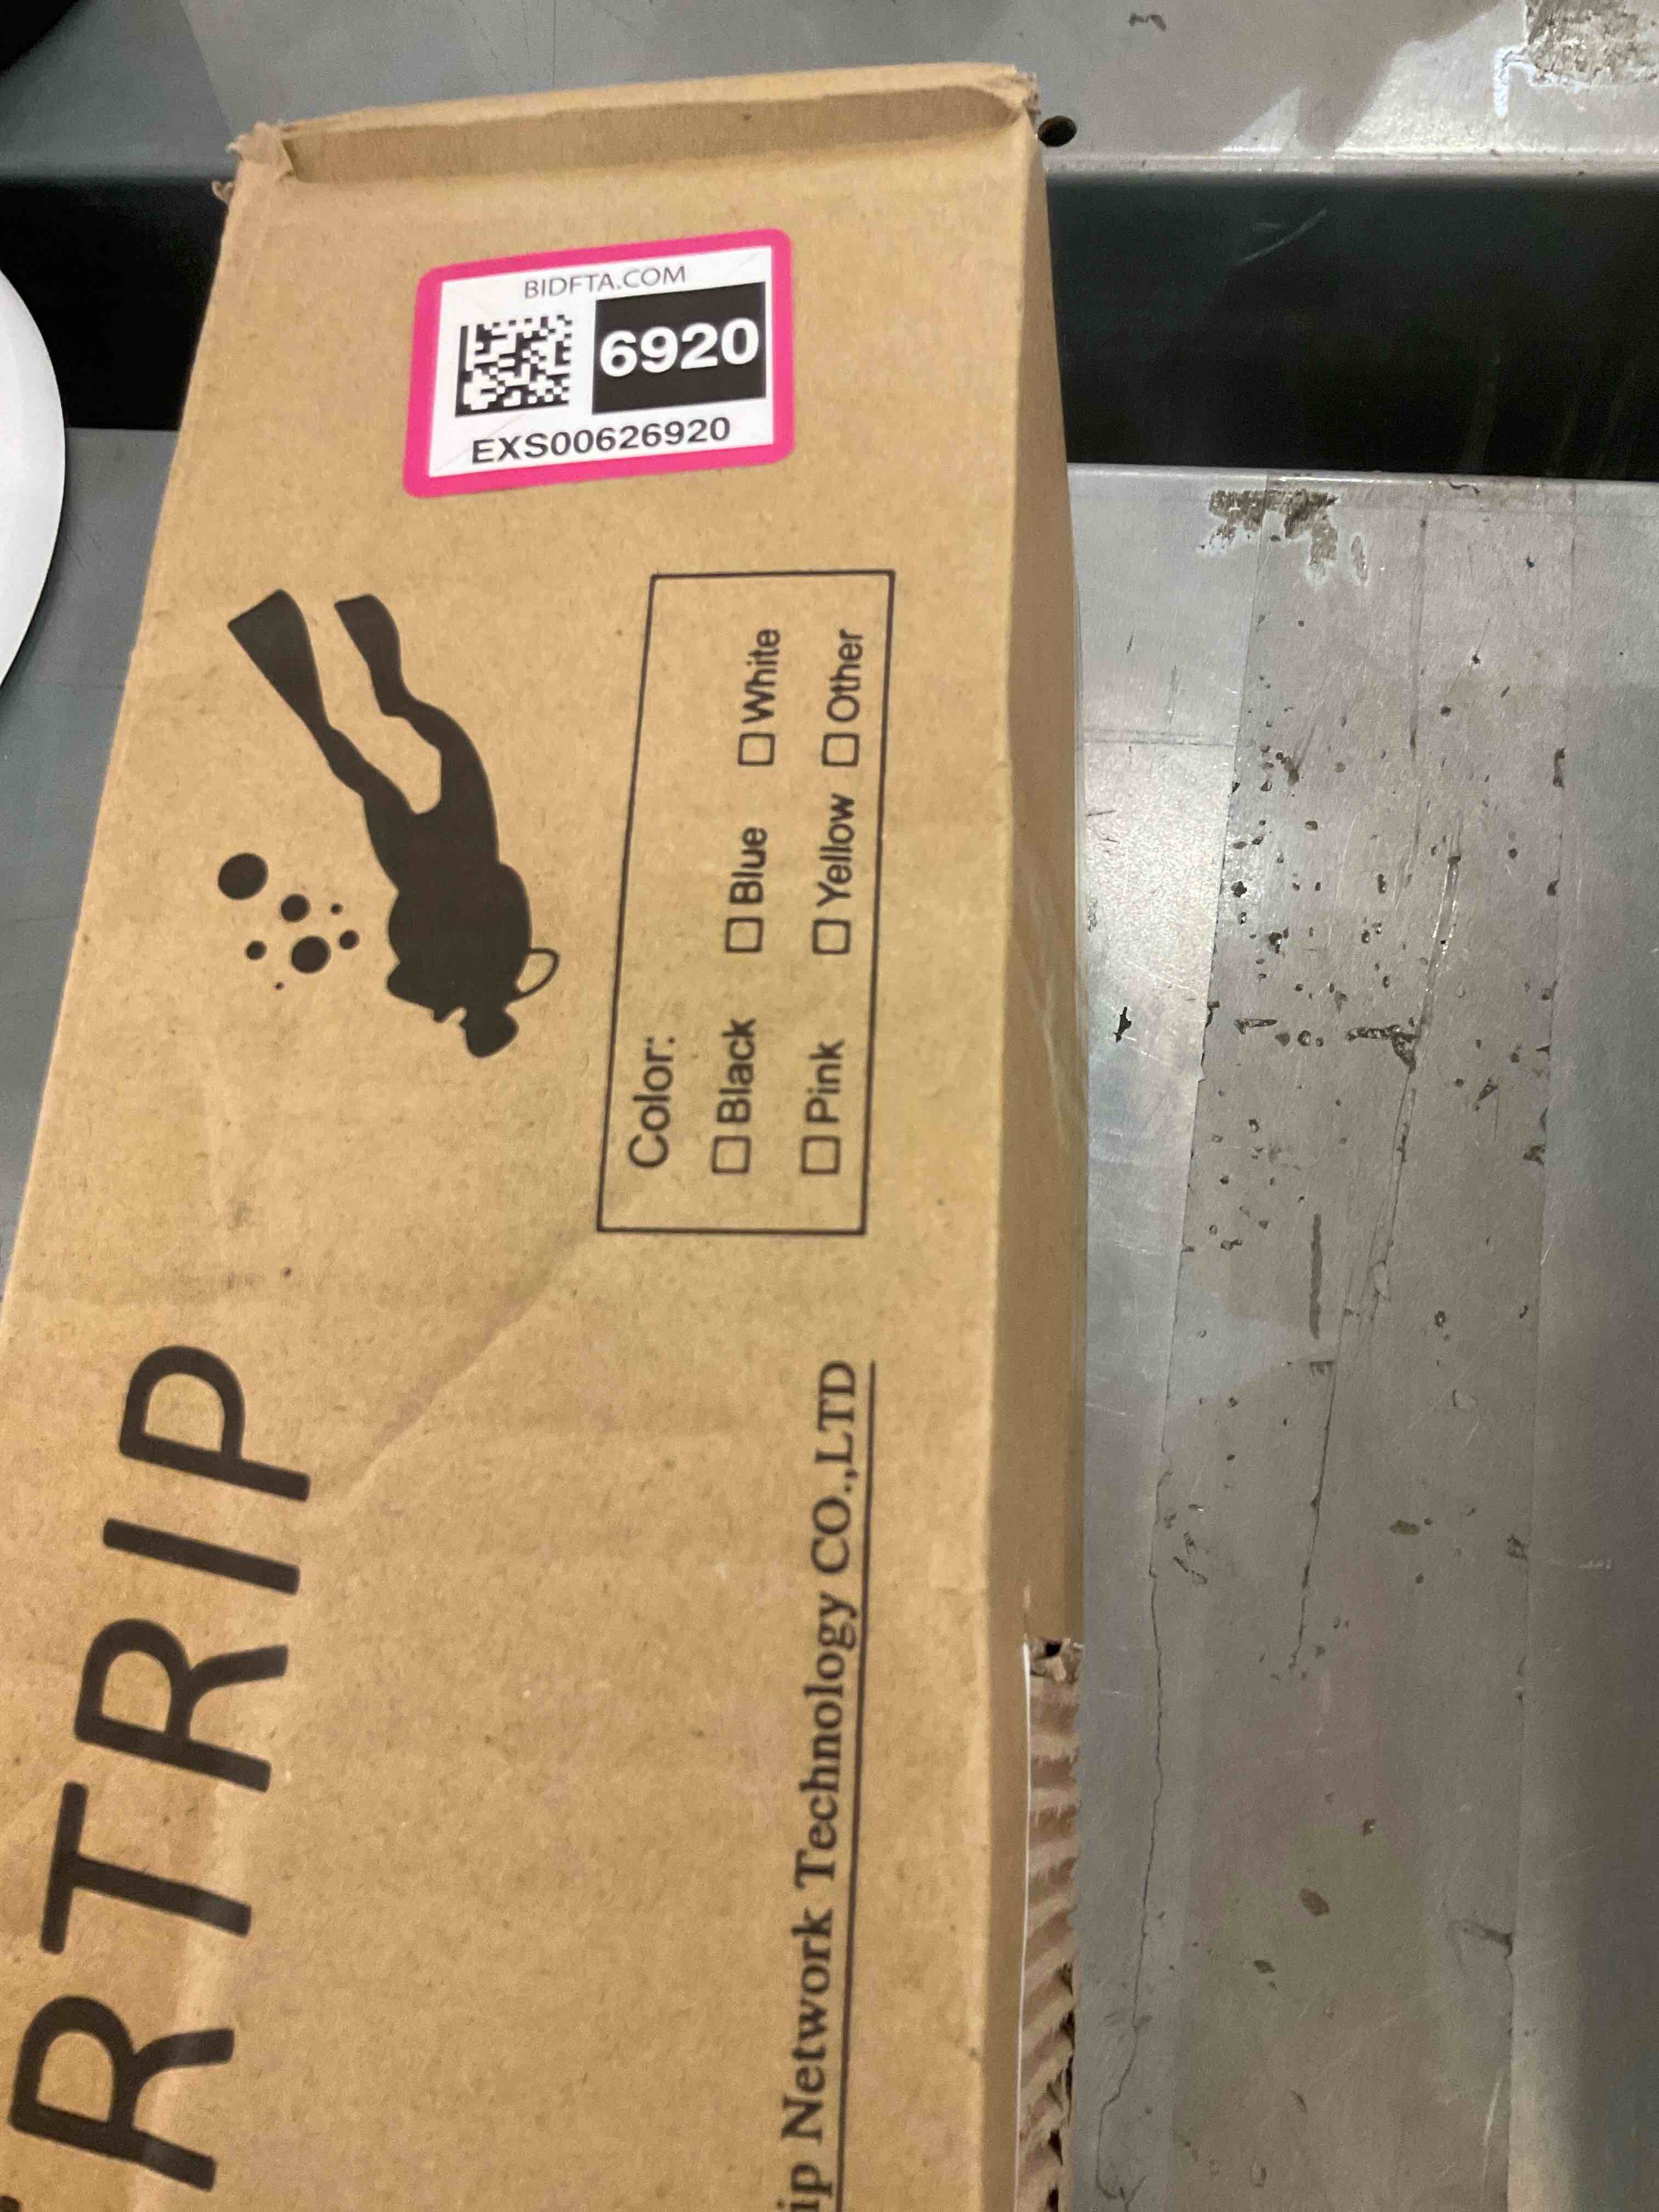 BIDFTA.COM
6920
EXS00626920
Color:
Black Blue White
Pink Yellow Other
RTRIP
ip Network Technology CO.,LTD